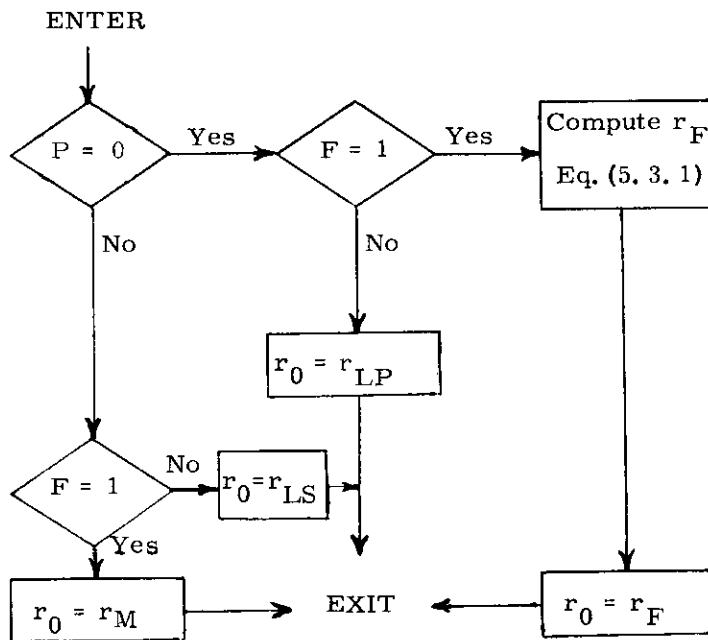 ENTER
P = 0
Yes
F = 1
Yes
Compute r_F
Eq. (5. 3. 1)
No
No
r_0 = r_LP
F = 1
No
r_0=r_LS
Yes
r_0 = r_M
EXIT
r_0 = r_F